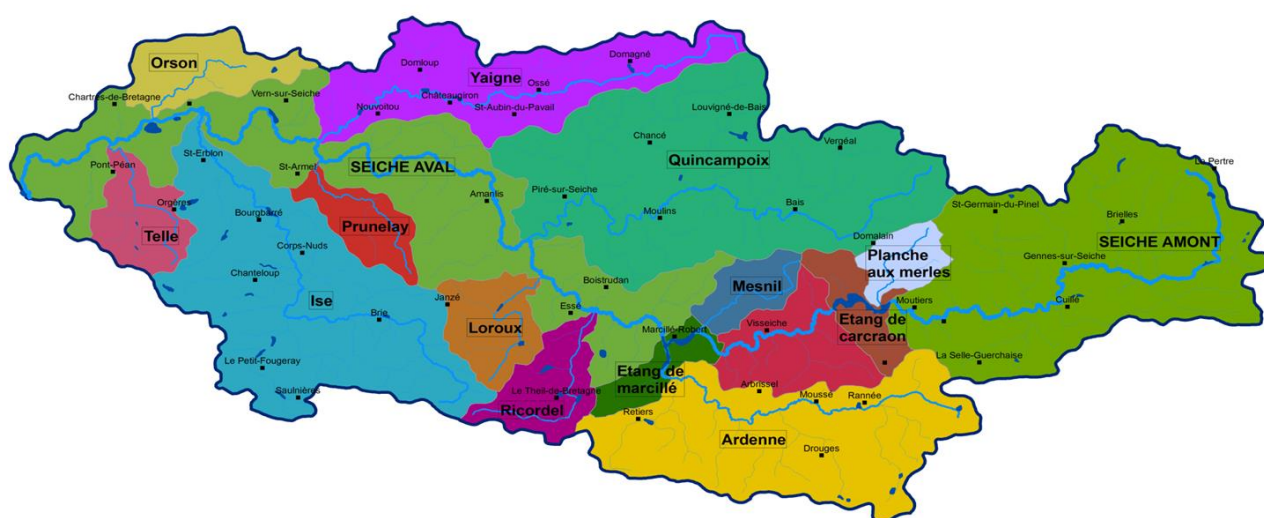 Orson
Domloup
Yaigne
Domagné
Chartres-de-Bretagne
Vern-sur-Seiche
Ossé
Châteaugiron
Nouvoitou
St-Aubin-du-Pavail
Louvigné-de-Bais
Chancé
Vergéal
Quincampoix
St-Erblon
Pont-Péan
St-Armel
SEICHE AVAL
Le Pertre
Amanlis
Piré-sur-Seiche
Orgères
Bourgbarré
Prunelay
Moulins
Bais
St-Germain-du-Pinel
Brielles
Telle
SEICHE AMONT
Domalain
Corps-Nuds
Planche
aux merles
Gennes-sur-Seiche
Chanteloup
Ise
Boistrudan
Mesnil
Janzé
Essé
Moutiers
Cuillé
Brie
Loroux
Marcillé-Robert
Visseiche
Etang de
carcraon
Le Petit-Fougeray
La Selle-Guerchaise
Etang de
marcillé
Saulnières
Le Theil-de-Bretagne
Ricordel
Arbrissel
Moussé
Rannée
Retiers
Ardenne
Drouges